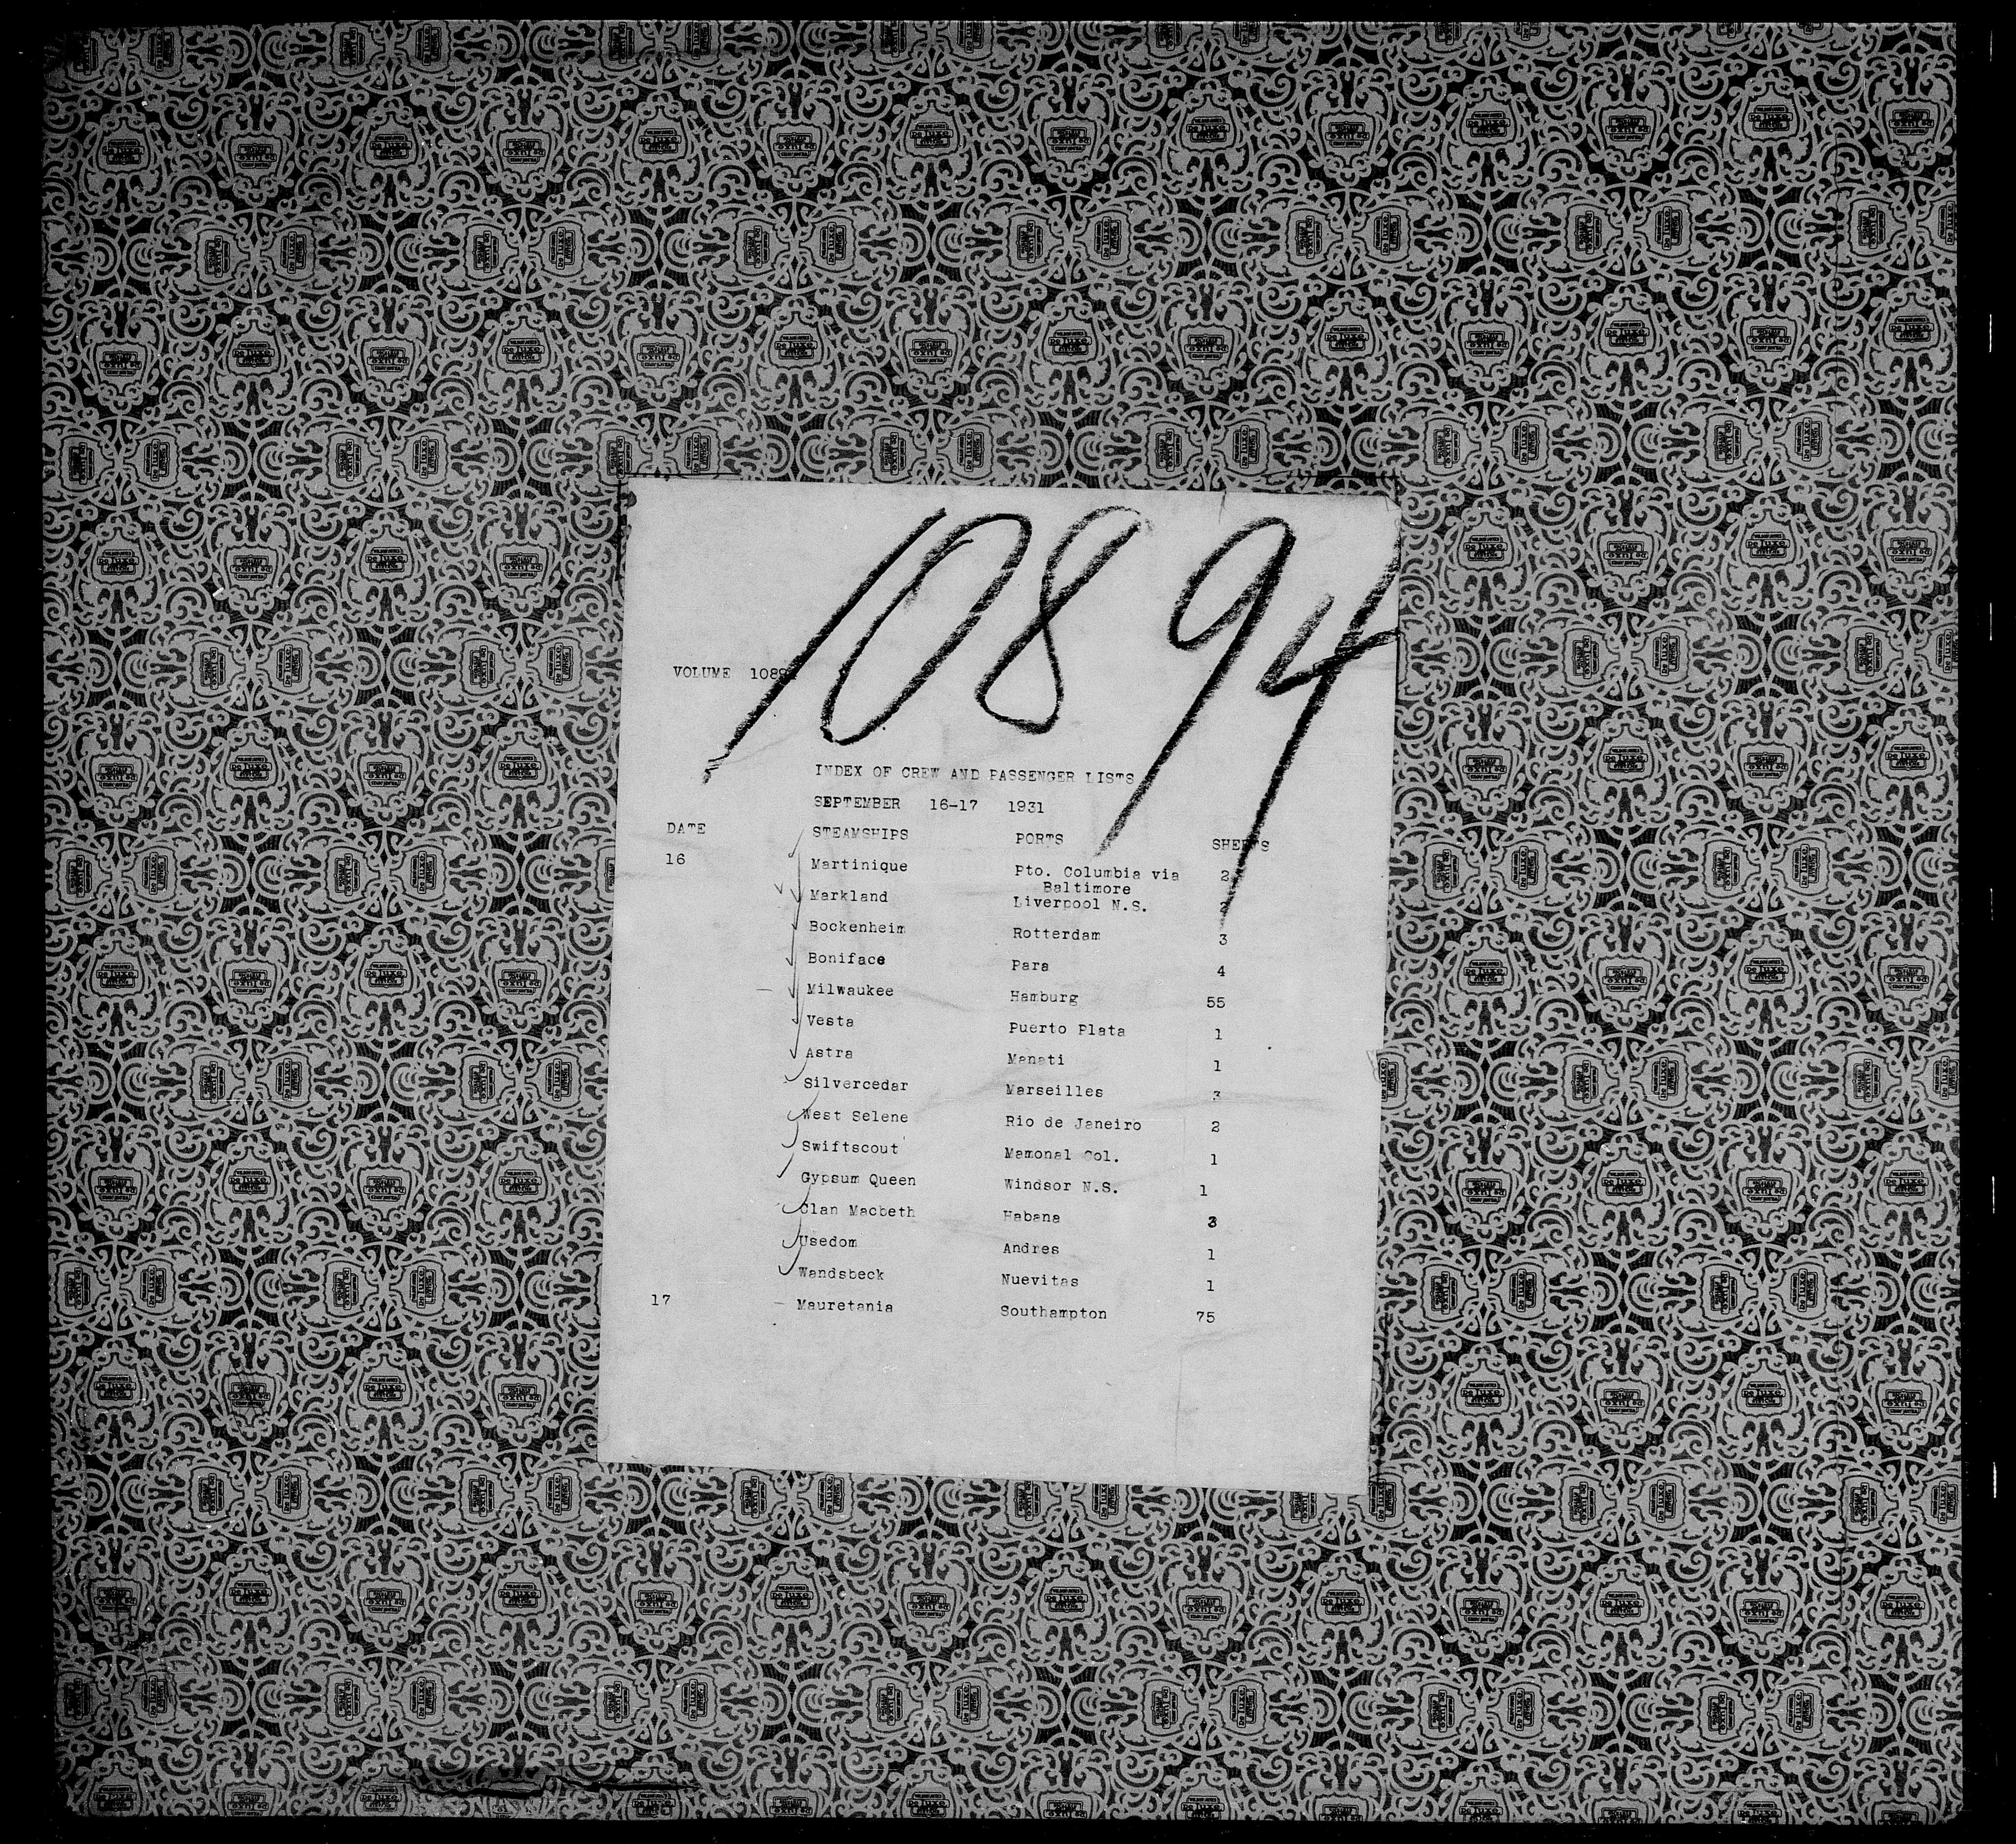 10894
VOLUME 1089
INDEX OF CREW AND PASSENGER LISTS
SEPTEMBER 16-17 1931
DATE STEAMSHIPS PORTS SHEETS
16 Martinique Pto. Columbia via 2
Baltimore
Markland Liverpool N.S. 2
Bockenheim Rotterdam 3
Boniface Para 4
Milwaukee Hamburg 55
Vesta Puerto Plata 1
Astra Manati 1
Silvercedar Marseilles 3
West Selene Rio de Janeiro 2
Swiftscout Mamonal Col. 1
Gypsum Queen Windsor N.S. 1
Clan Macbeth Habana 3
Usedom Andres 1
Wandsbeck Nuevitas 1
17 Mauretania Southampton 75